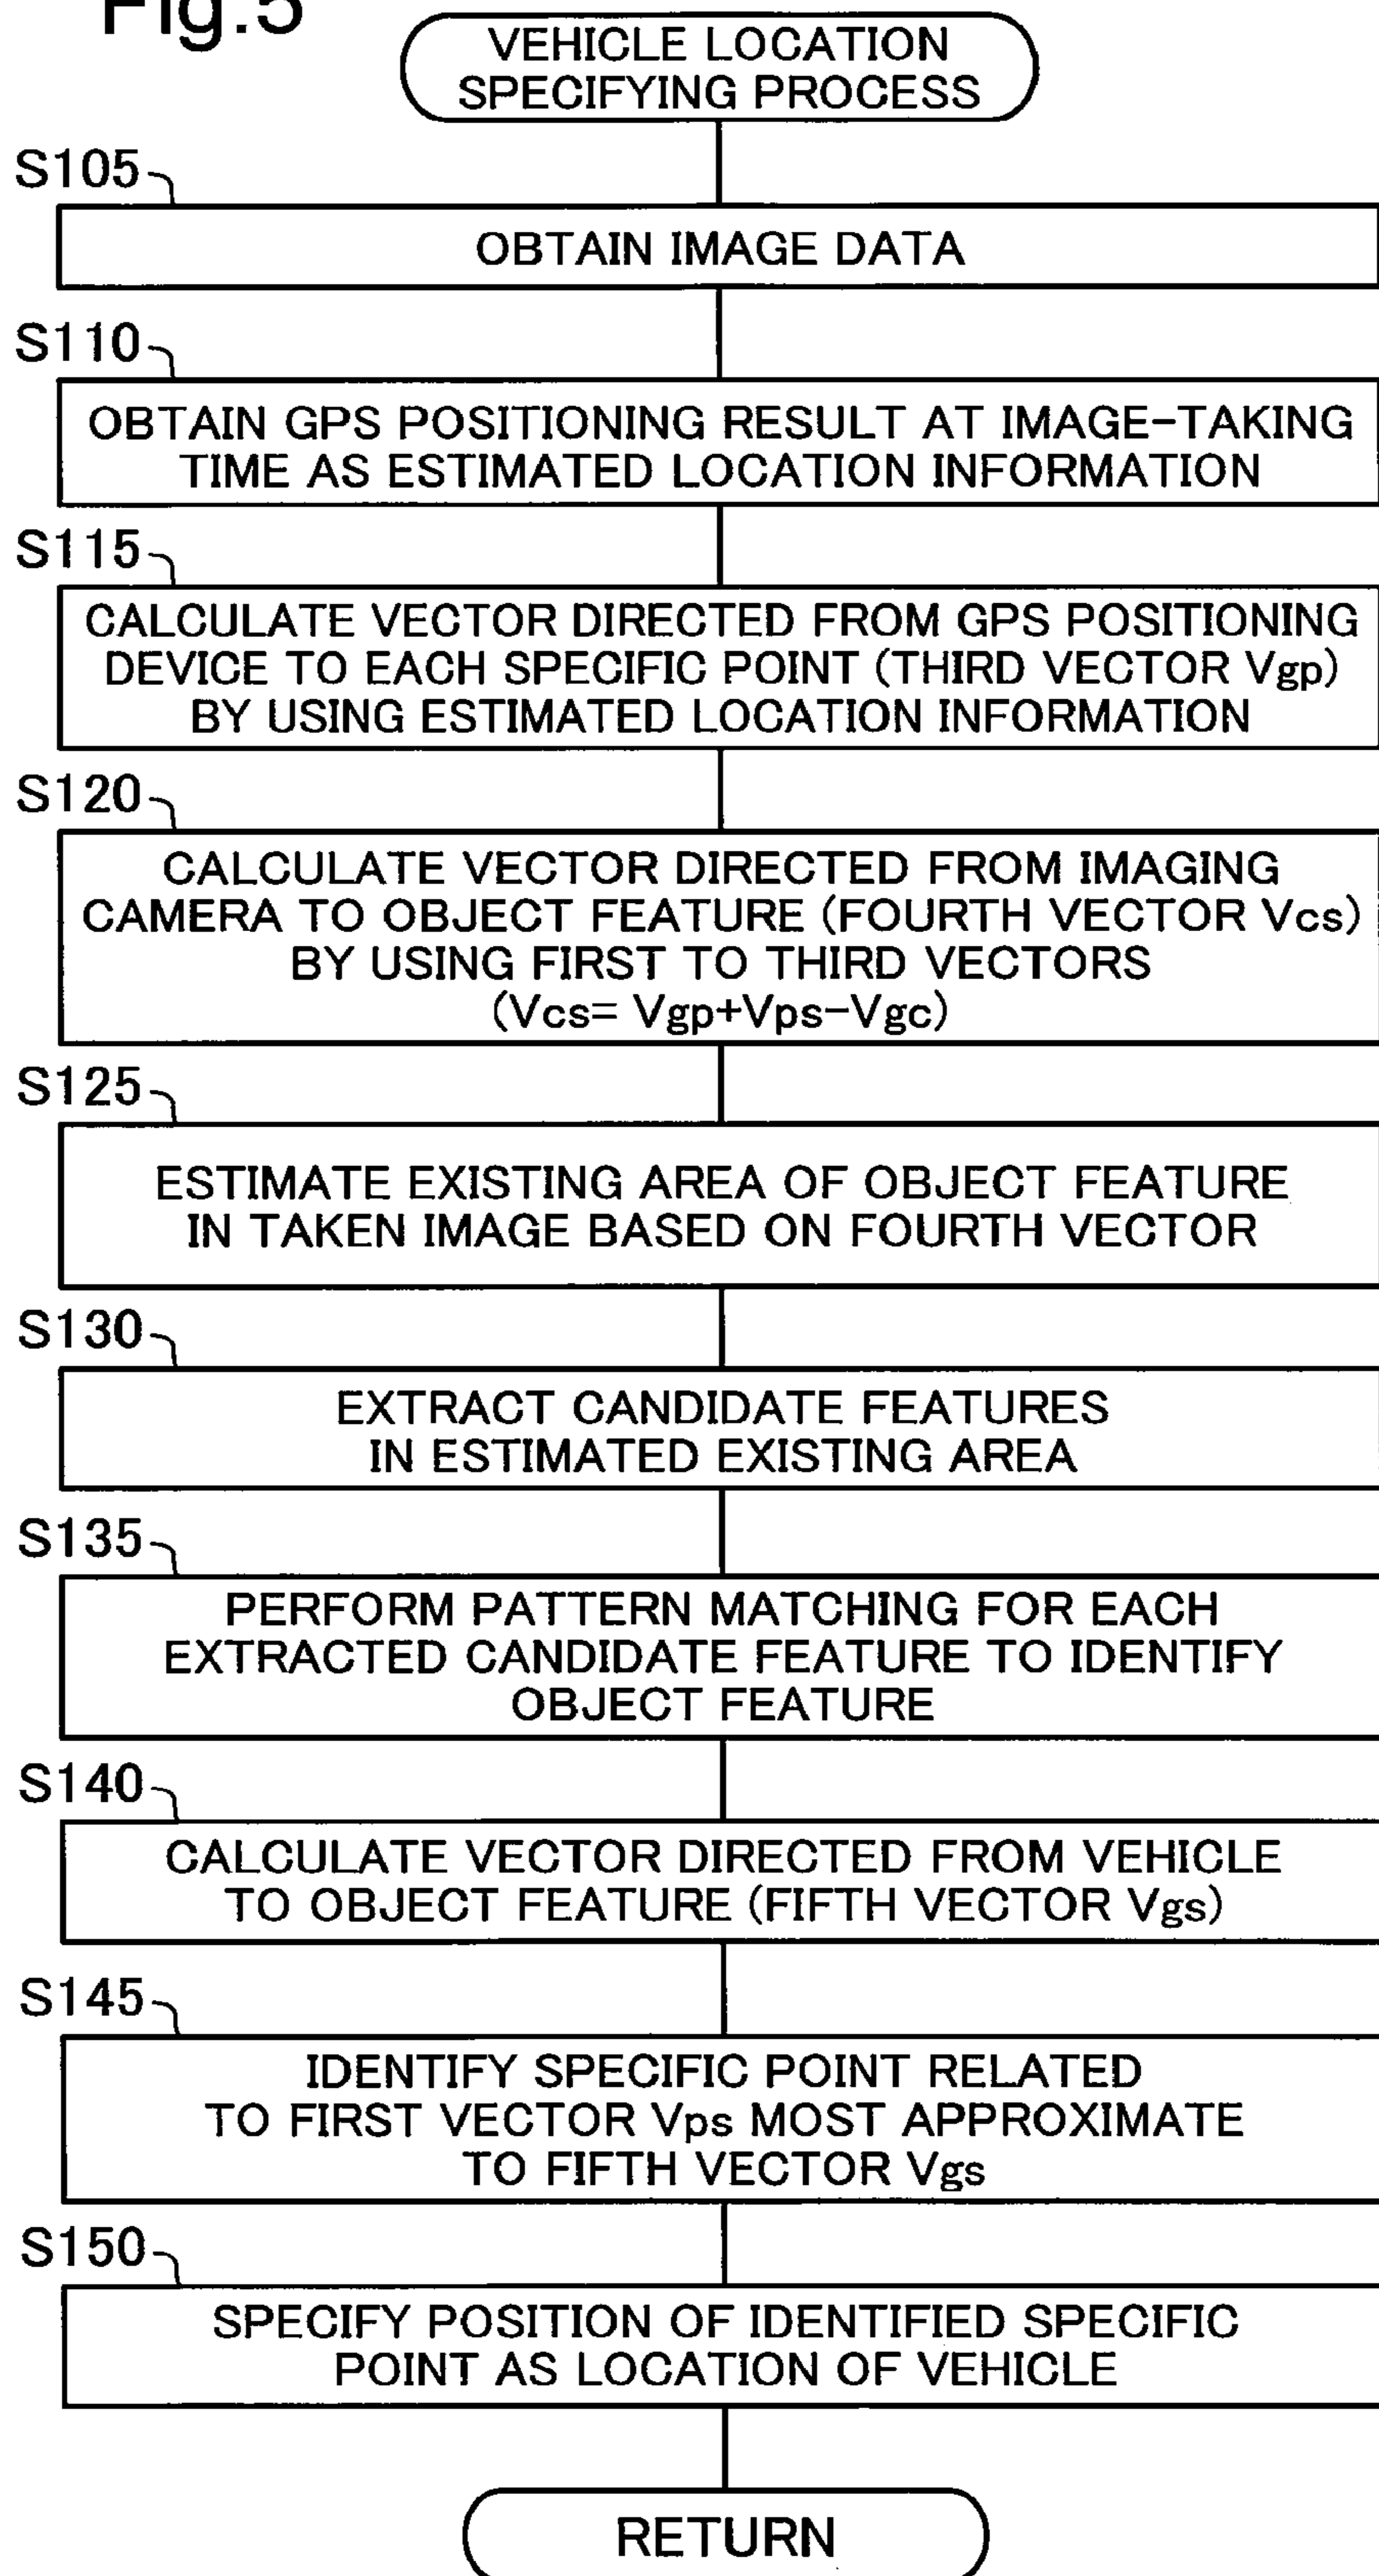 Fig.5
VEHICLE LOCATION
SPECIFYING PROCESS
S105
OBTAIN IMAGE DATA
S110
OBTAIN GPS POSITIONING RESULT AT IMAGE-TAKING
TIME AS ESTIMATED LOCATION INFORMATION
S115
CALCULATE VECTOR DIRECTED FROM GPS POSITIONING
DEVICE TO EACH SPECIFIC POINT (THIRD VECTOR Vgp)
BY USING ESTIMATED LOCATION INFORMATION
S120
CALCULATE VECTOR DIRECTED FROM IMAGING
CAMERA TO OBJECT FEATURE (FOURTH VECTOR Vcs)
BY USING FIRST TO THIRD VECTORS
(Vcs= Vgp+Vps-Vgc)
S125
ESTIMATE EXISTING AREA OF OBJECT FEATURE
IN TAKEN IMAGE BASED ON FOURTH VECTOR
S130
EXTRACT CANDIDATE FEATURES
IN ESTIMATED EXISTING AREA
S135
PERFORM PATTERN MATCHING FOR EACH
EXTRACTED CANDIDATE FEATURE TO IDENTIFY
OBJECT FEATURE
S140
CALCULATE VECTOR DIRECTED FROM VEHICLE
TO OBJECT FEATURE (FIFTH VECTOR Vgs)
S145
IDENTIFY SPECIFIC POINT RELATED
TO FIRST VECTOR Vps MOST APPROXIMATE
TO FIFTH VECTOR Vgs
S150
SPECIFY POSITION OF IDENTIFIED SPECIFIC
POINT AS LOCATION OF VEHICLE
RETURN